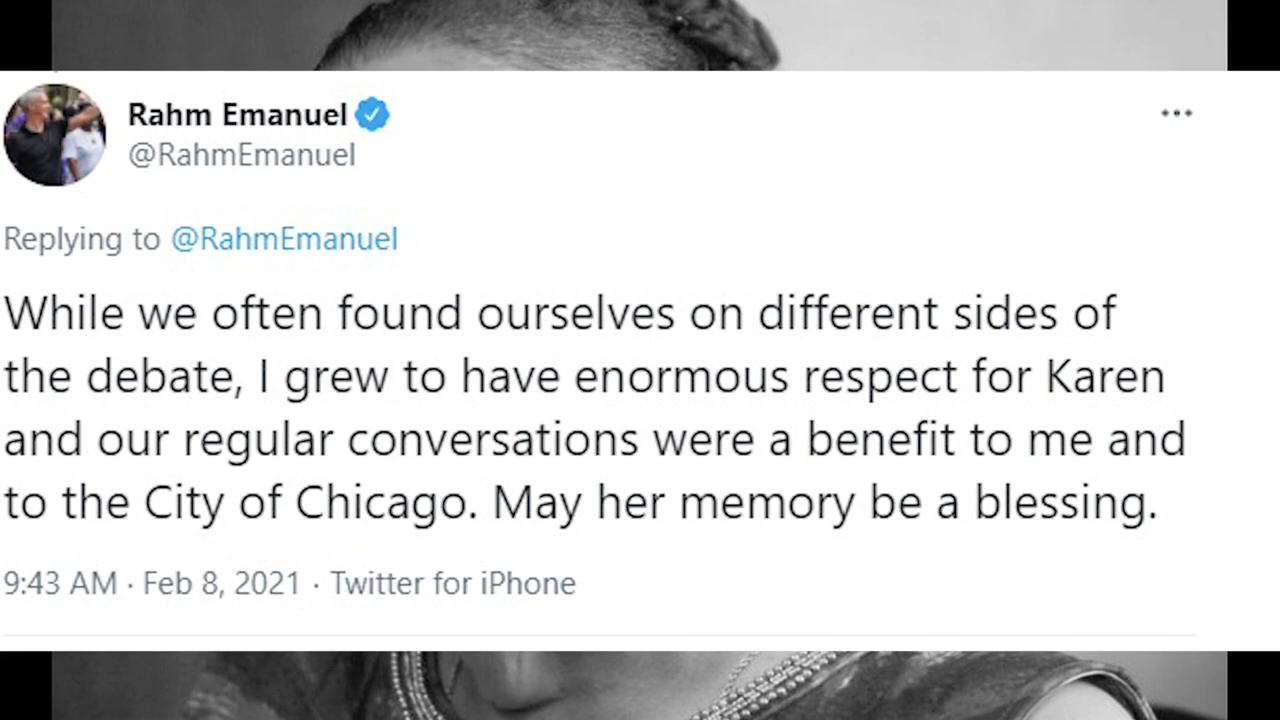 Rahm Emanuel
@RahmEmanuel
Replying to @RahmEmanuel
While we often found ourselves on different sides of
the debate, I grew to have enormous respect for Karen
and our regular conversations were a benefit to me and
to the City of Chicago. May her memory be a blessing.
9:43 AM · Feb 8, 2021 · Twitter for iPhone